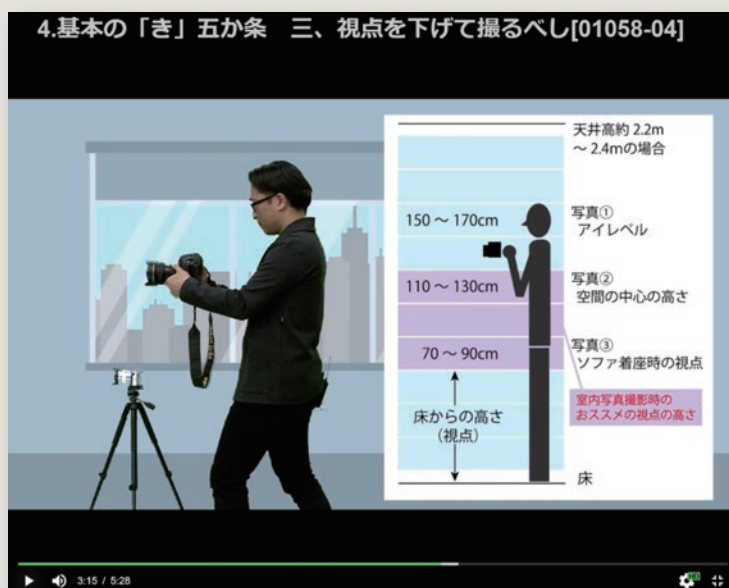 4.基本の「き」五か条　三、視点を下げて撮るべし[01058-04]
天井高約 2.2m
～ 2.4mの場合
150 ～ 170cm
写真①
アイレベル
110 ～ 130cm
写真②
空間の中心の高さ
70 ～ 90cm
写真③
ソファ着座時の視点
室内写真撮影時の
おススメの視点の高さ
床からの高さ
(視点)
床
3:15 / 5:28
HD